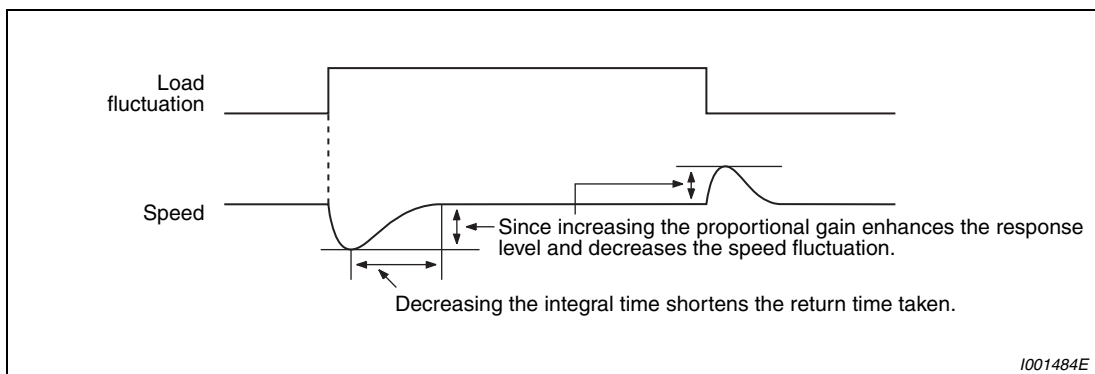 Load
fluctuation
Speed
Since increasing the proportional gain enhances the response
level and decreases the speed fluctuation.
Decreasing the integral time shortens the return time taken.
I001484E